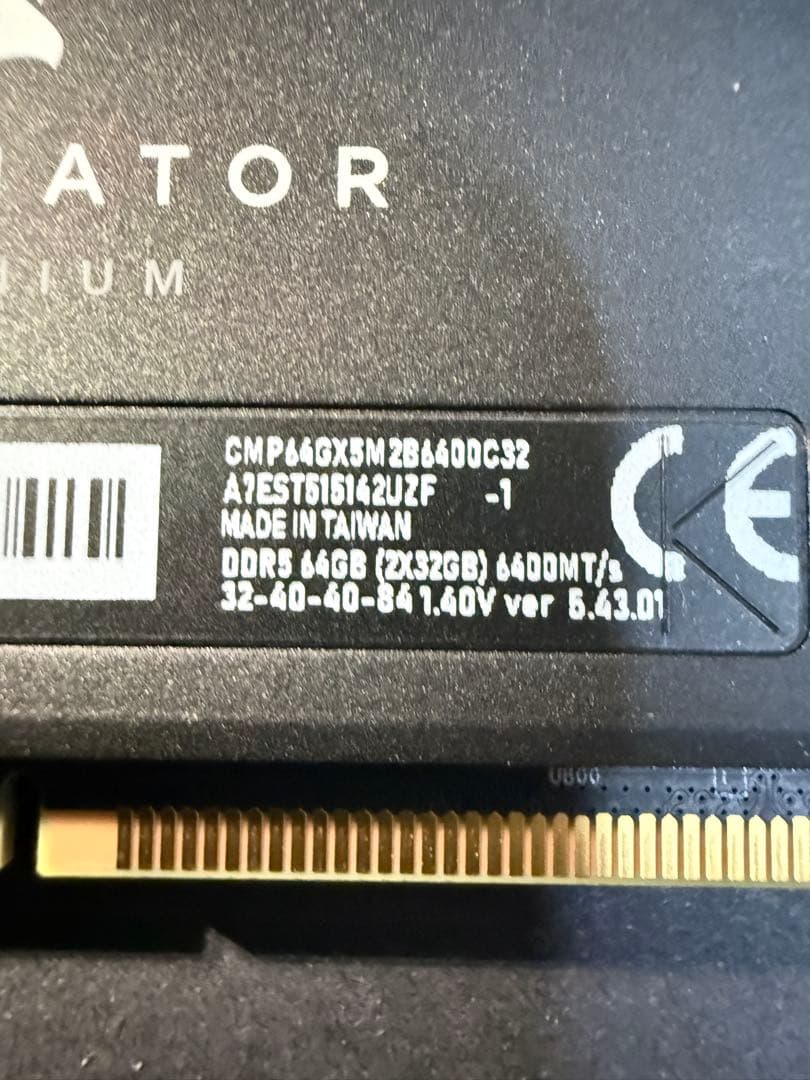 ATOR
IUM
CMP64GX5M2B6400C32
-1
MADE IN TAIWAN
DDR5 64GB (2X32GB) 6400MT/s
32-40-40-84 1.40V ver 5.43.01
CE